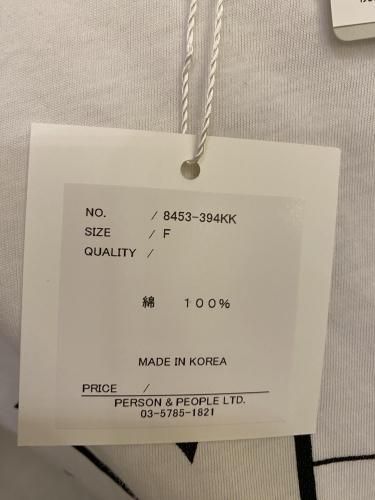 NO. / 8453-394KK
SIZE / F
QUALITY /
綿 100%
MADE IN KOREA
PRICE /
PERSON & PEOPLE LTD.
03-5785-1821